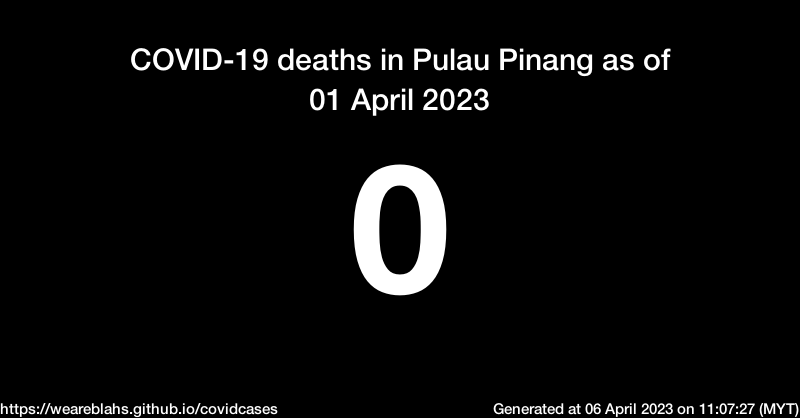 COVID-19 deaths in Pulau Pinang as of
01 April 2023
0
https://weareblahs.github.io/covidcases
Generated at 06 April 2023 on 11:07:27 (MYT)